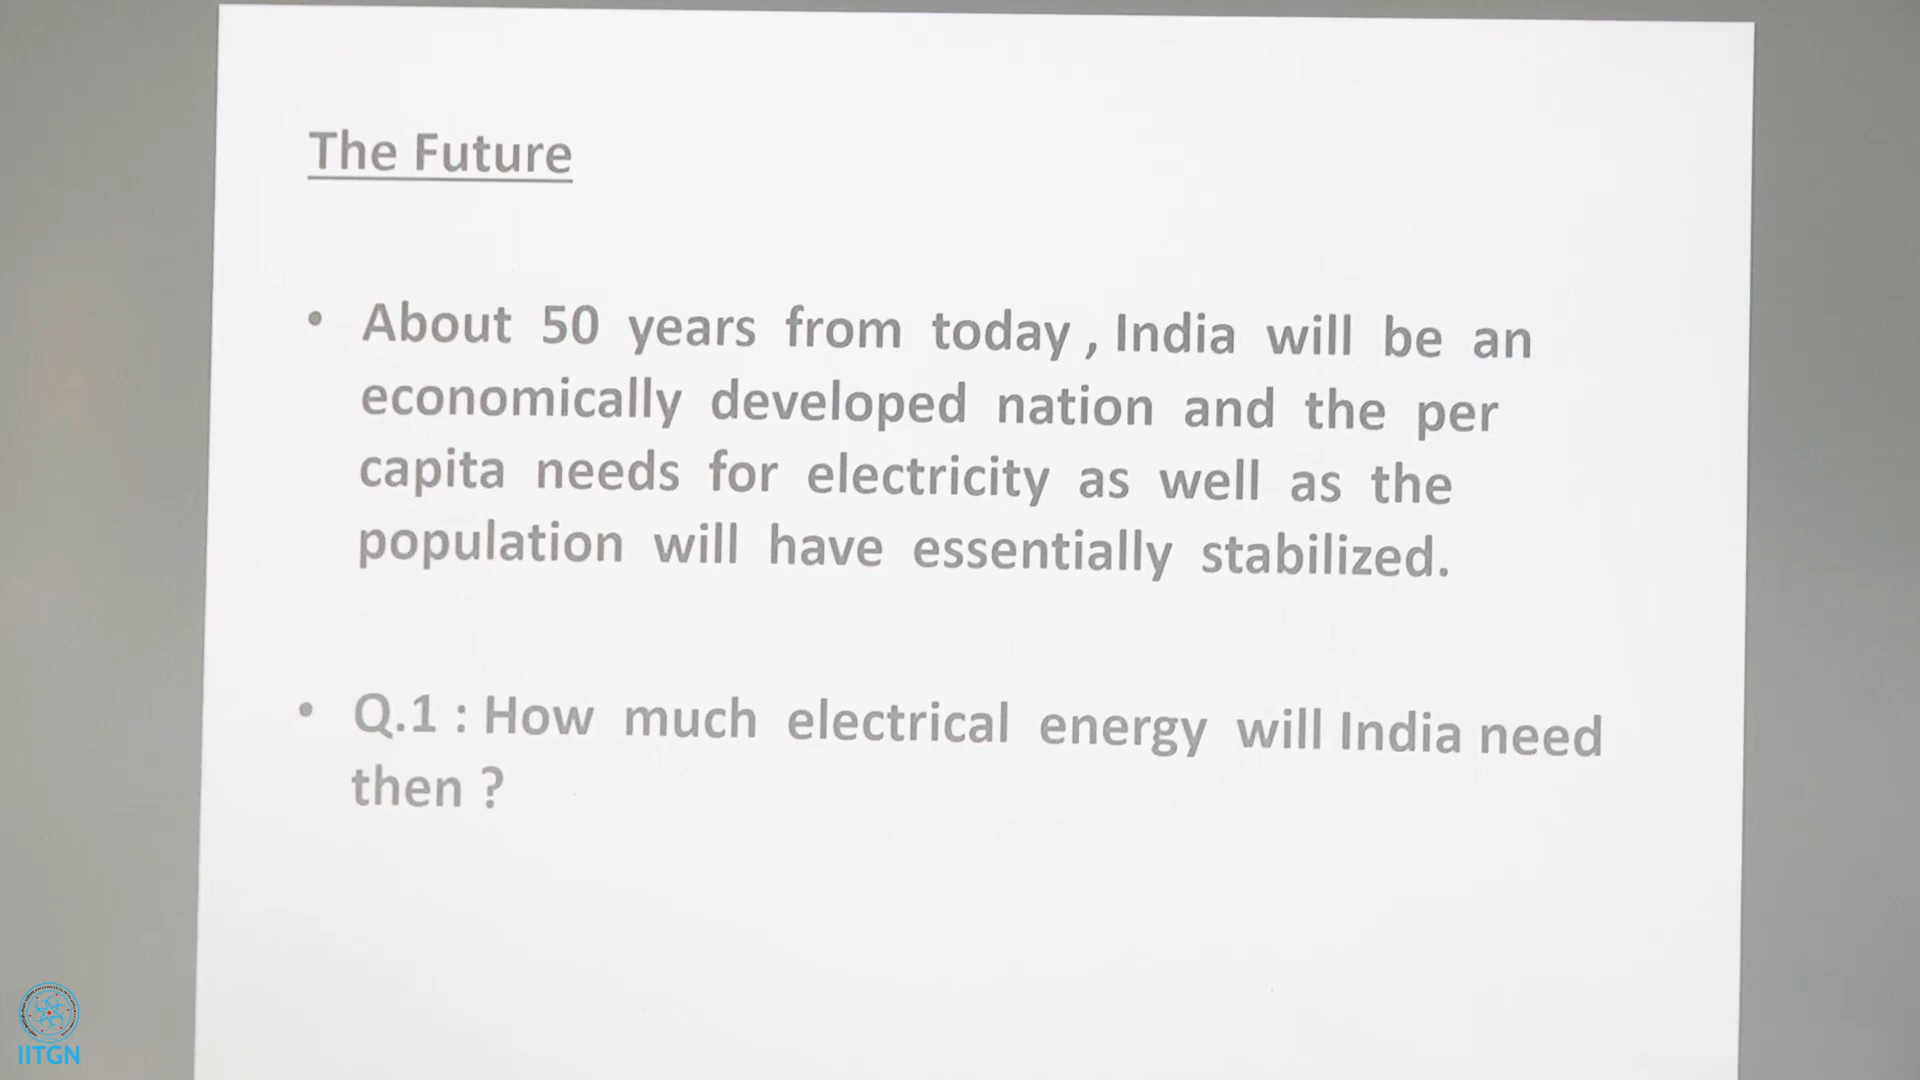 The Future
• About 50 years from today , India will be an
economically developed nation and the per
capita needs for electricity as well as the
population will have essentially stabilized.
• Q.1 : How much electrical energy will India need
then ?
IITGN